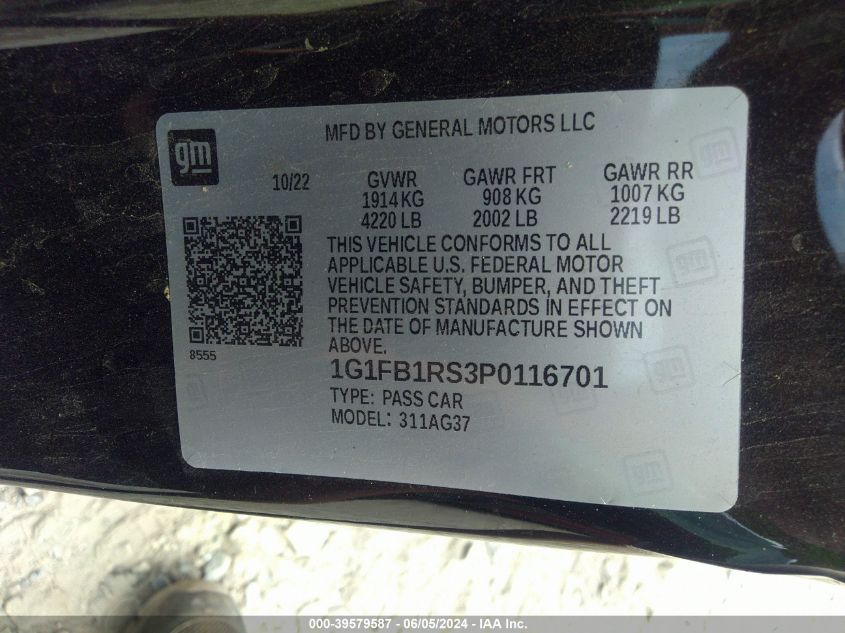 MFD BY GENERAL MOTORS LLC
gm
10/22
GVWR
1914 KG
4220 LB
GAWR FRT
908 KG
2002 LB
GAWR RR
1007 KG
2219 LB
THIS VEHICLE CONFORMS TO ALL
APPLICABLE U.S. FEDERAL MOTOR
VEHICLE SAFETY, BUMPER, AND THEFT
PREVENTION STANDARDS IN EFFECT ON
THE DATE OF MANUFACTURE SHOWN
ABOVE.
8555
1G1FB1RS3P0116701
TYPE: PASS CAR
MODEL: 311AG37
000-39579587 - 06/05/2024 - IAA Inc.